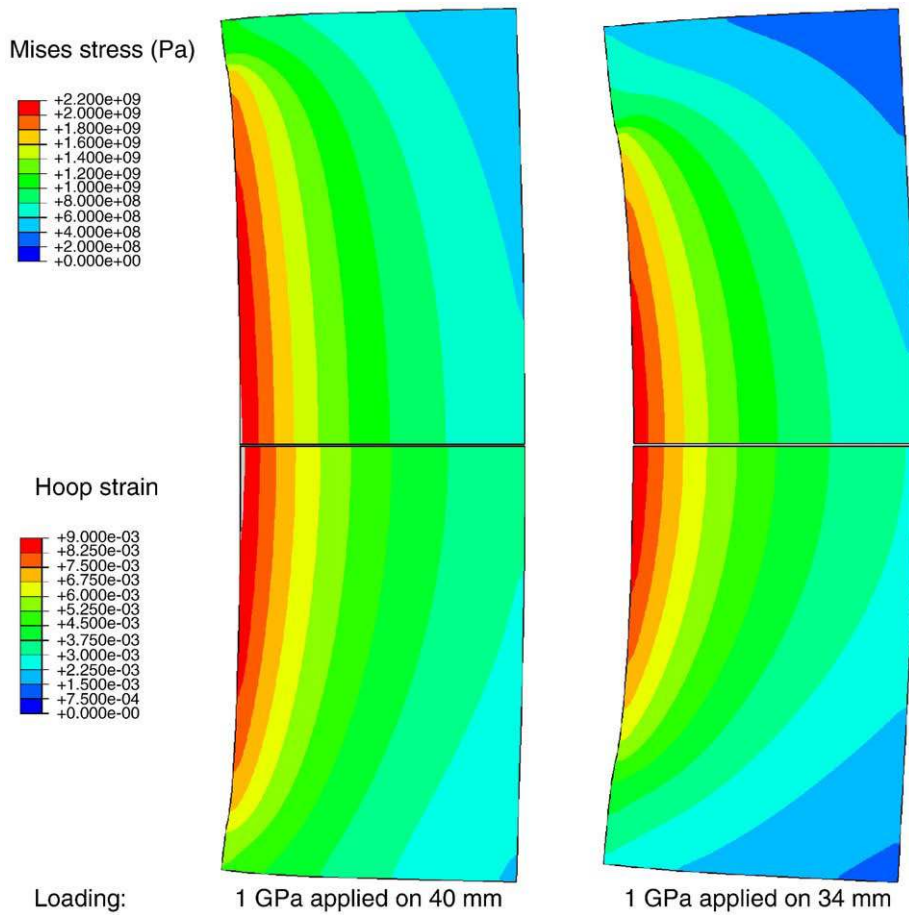 Mises stress (Pa)
+2.200e+09
+2.000e+09
+1.800e+09
+1.600e+09
+1.400e+09
+1.200e+09
+1.000e+09
+8.000e+08
+6.000e+08
+4.000e+08
+2.000e+08
+0.000e+00
Hoop strain
+9.000e-03
+8.250e-03
+7.500e-03
+6.750e-03
+6.000e-03
+5.250e-03
+4.500e-03
+3.750e-03
+3.000e-03
+2.250e-03
+1.500e-03
+7.500e-04
+0.000e-00
Loading: 1 GPa applied on 40 mm 1 GPa applied on 34 mm